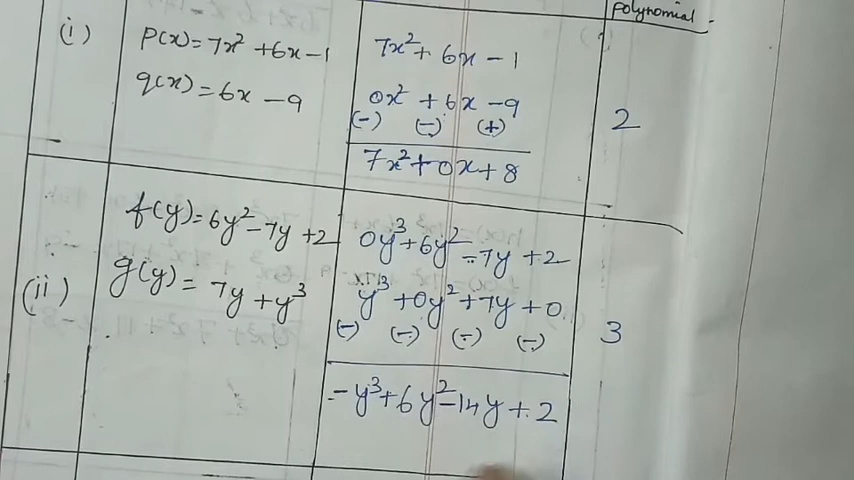 polynomial
(i)
P(x) = 7x² + 6x - 1
q(x) = 6x - 9
7x² + 6x - 1
0x² + 6x - 9
(-) (-) (+)
7x² + 0x + 8
2
(ii)
f(y) = 6y² - 7y + 2
g(y) = 7y + y³
0y³ + 6y² - 7y + 2
y³ + 0y² + 7y + 0
(-) (-) (-) (-)
= -y³ + 6y² - 14y + 2
3